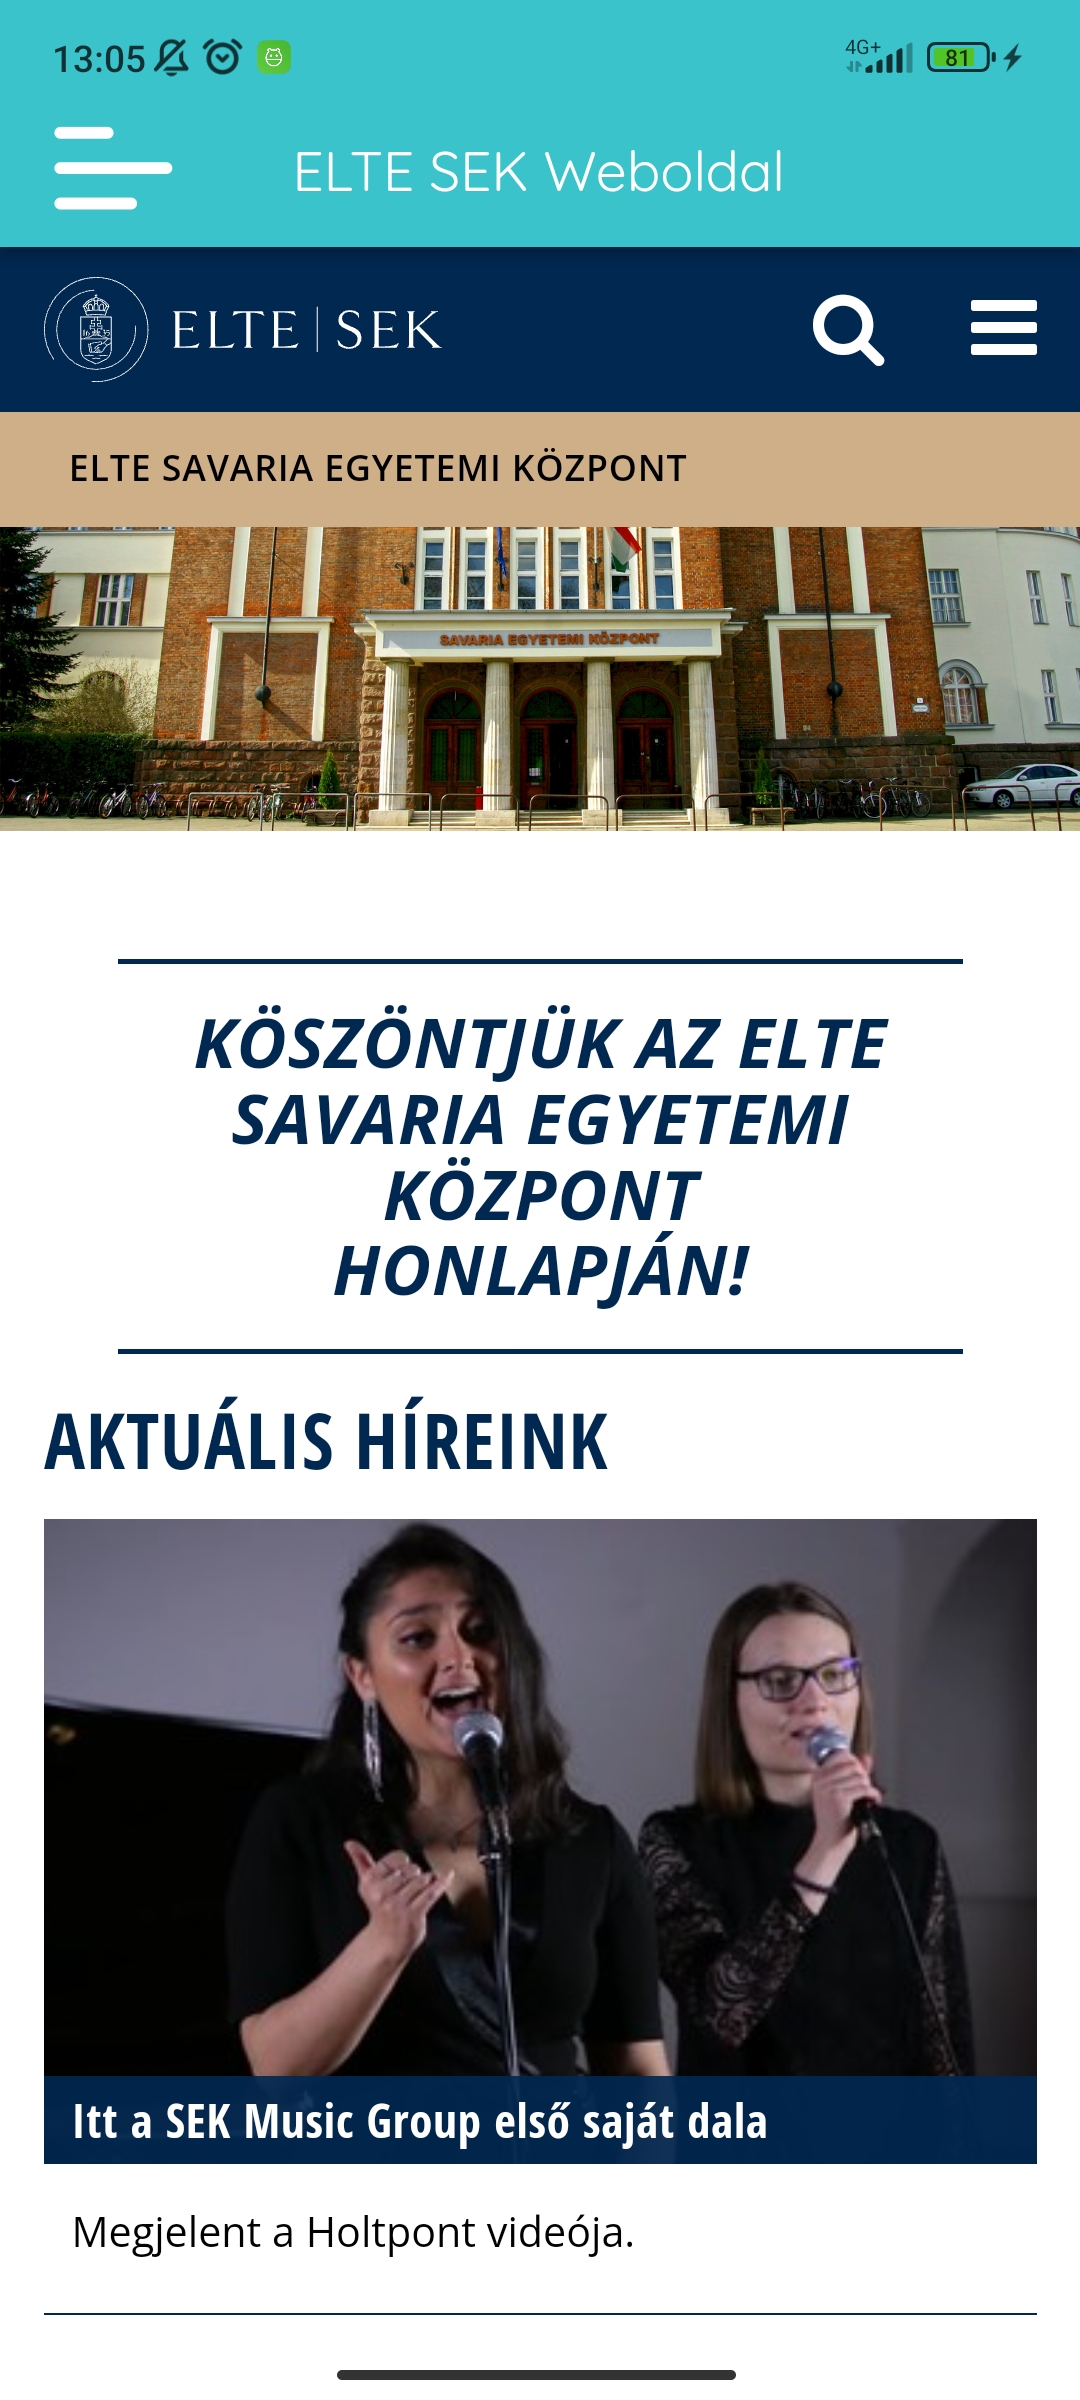 13:05
4G+
81
ELTE SEK Weboldal
ELTE | SEK
ELTE SAVARIA EGYETEMI KÖZPONT
SAVARIA EGYETEMI KÖZPONT
KÖSZÖNTJÜK AZ ELTE
SAVARIA EGYETEMI
KÖZPONT
HONLAPJÁN!
AKTUÁLIS HÍREINK
Itt a SEK Music Group első saját dala
Megjelent a Holtpont videója.